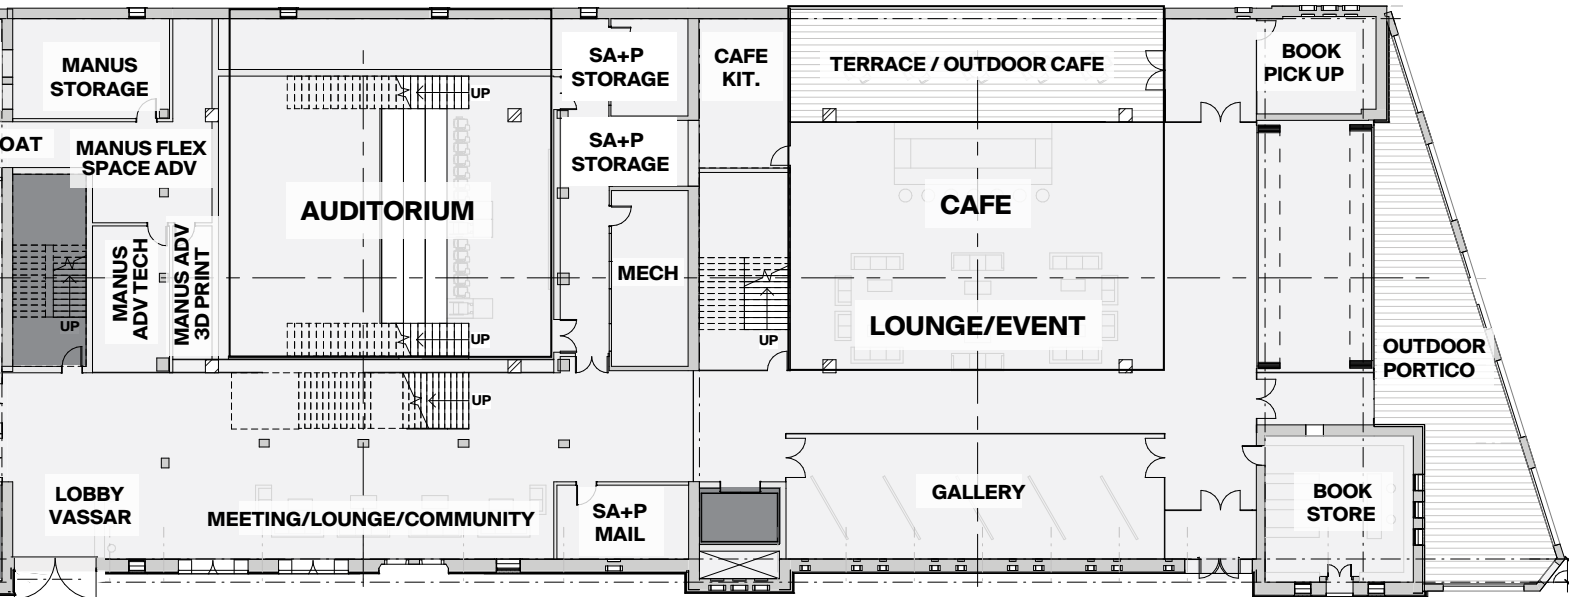 MANUS
STORAGE
SA+P
STORAGE
CAFE
KIT.
TERRACE / OUTDOOR CAFE
BOOK
PICK UP
UP
OAT
MANUS FLEX
SPACE ADV
SA+P
STORAGE
AUDITORIUM
CAFE
MANUS
ADV TECH
MANUS ADV
3D PRINT
MECH
UP
UP
UP
LOUNGE/EVENT
OUTDOOR
PORTICO
UP
LOBBY
VASSAR
MEETING/LOUNGE/COMMUNITY
SA+P
MAIL
GALLERY
BOOK
STORE